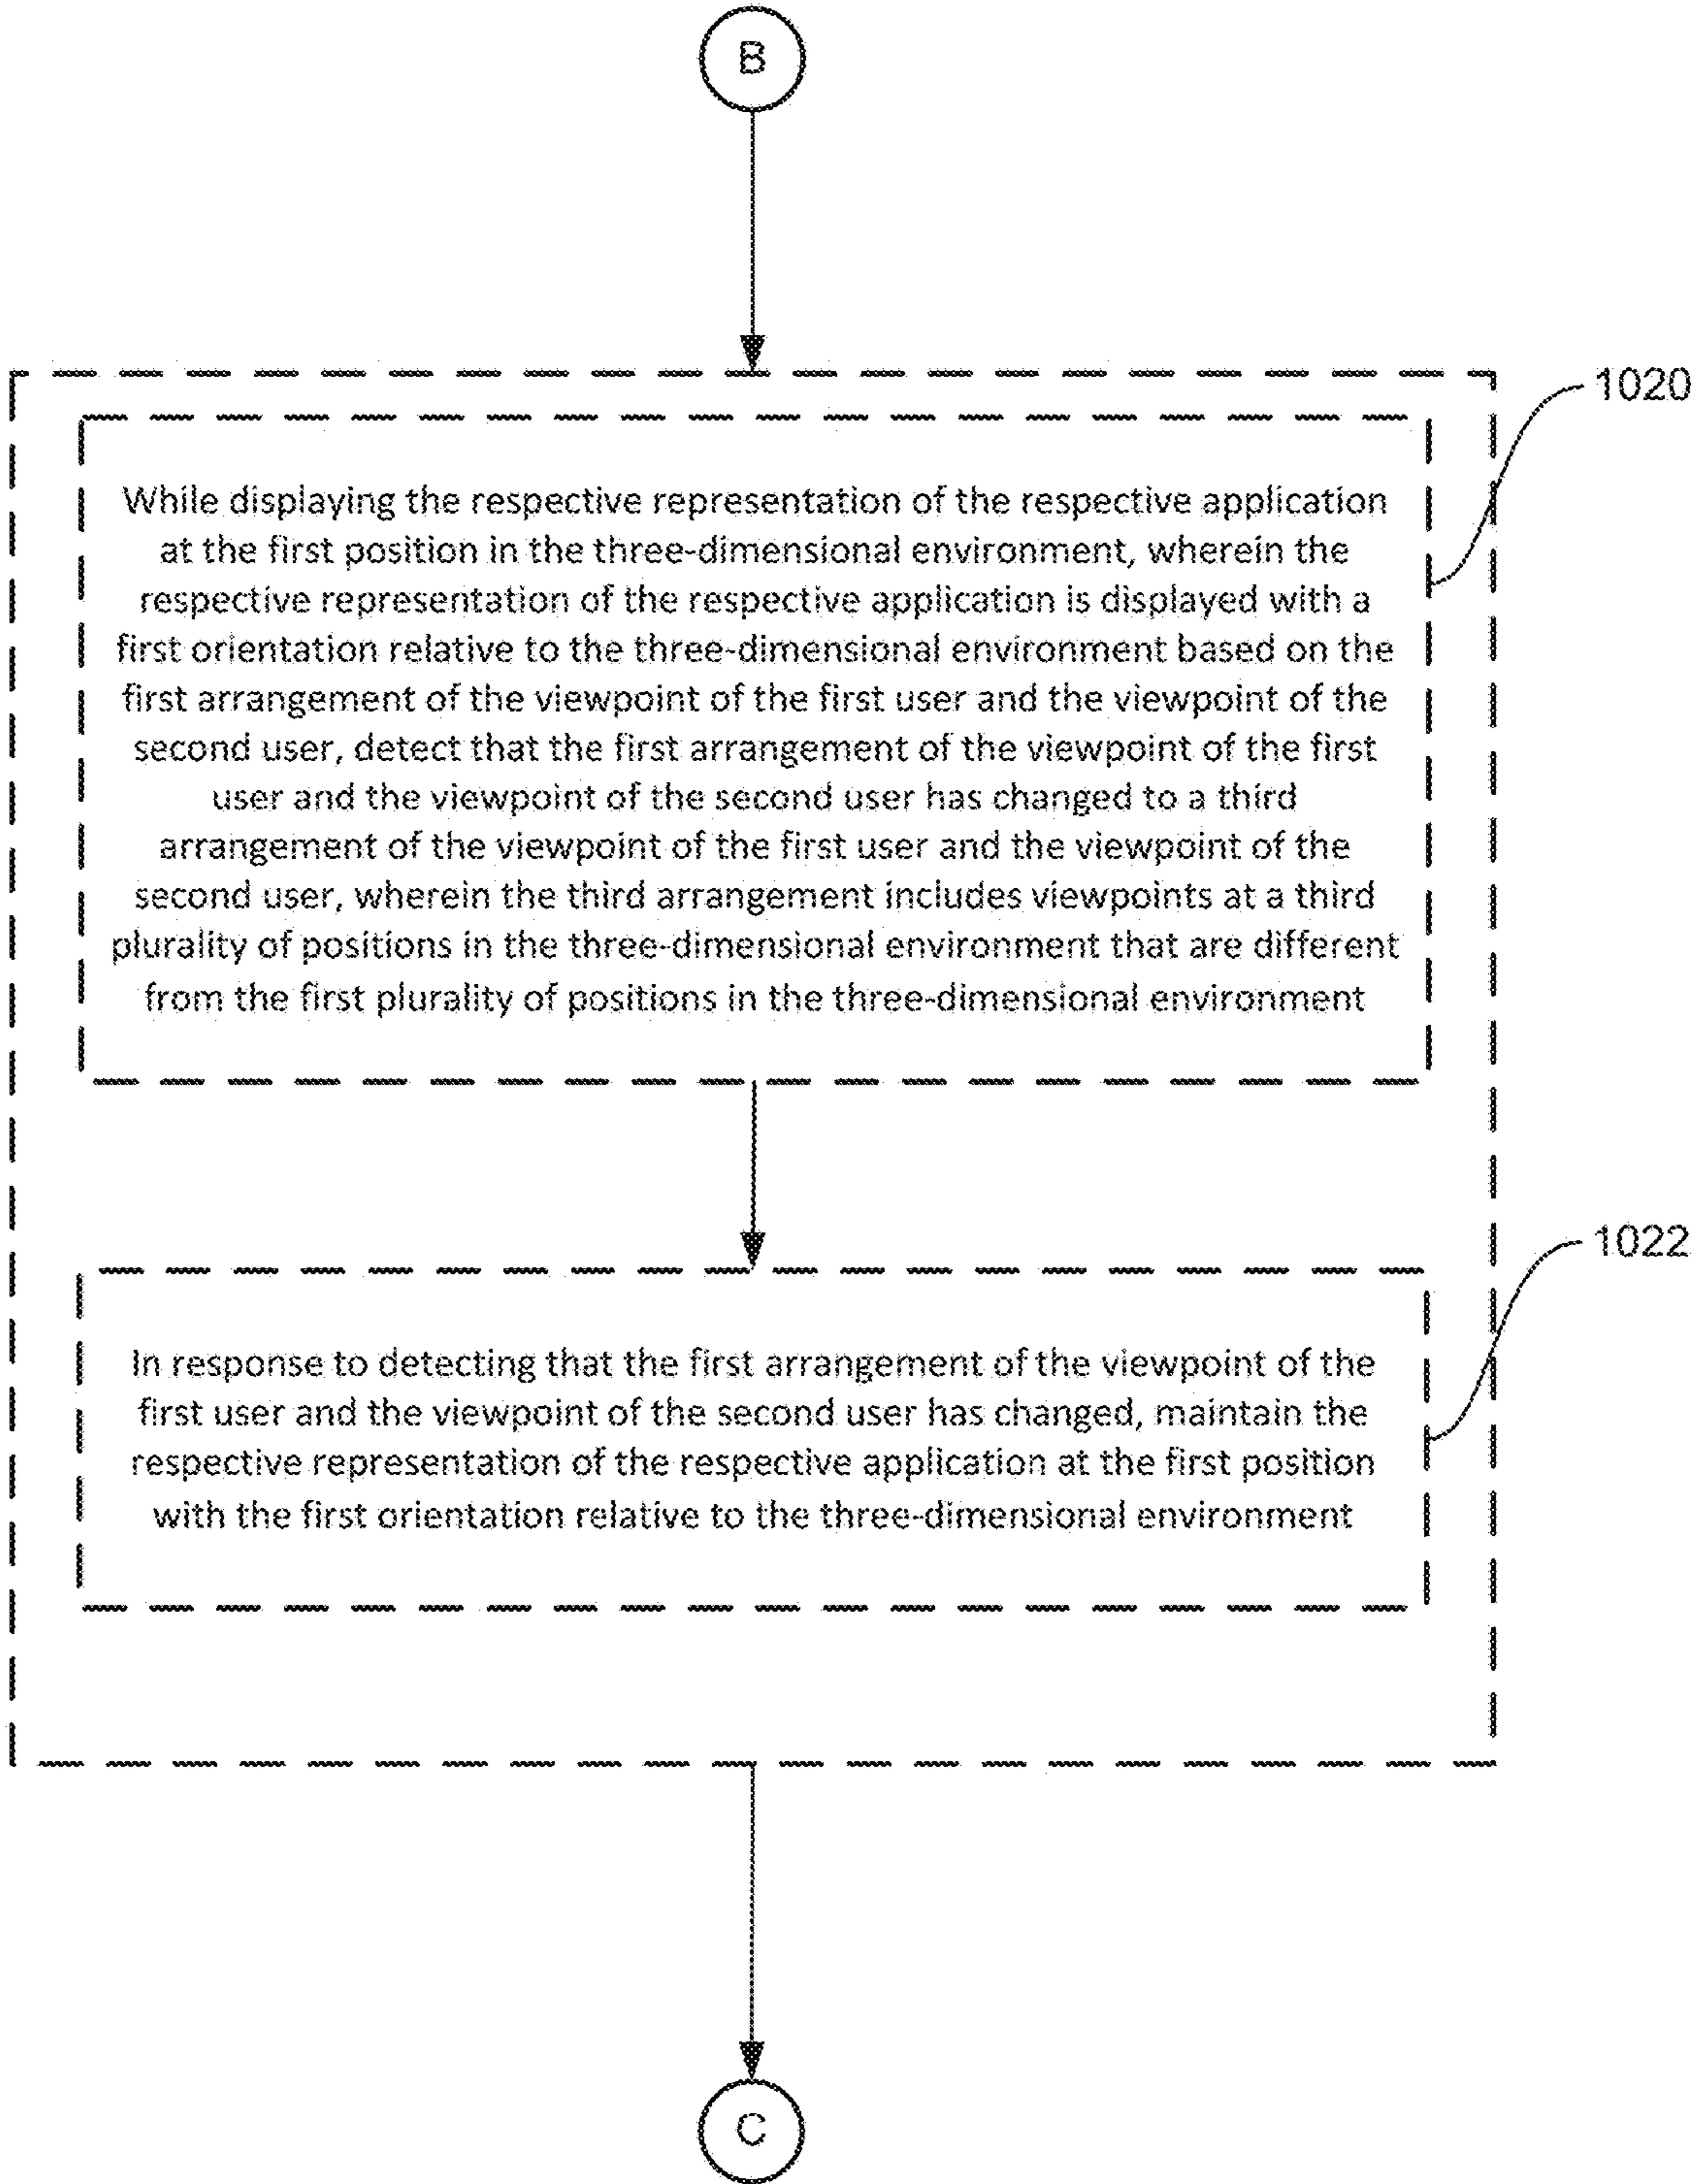 B
1020
While displaying the respective representation of the respective application
at the first position in the three-dimensional environment, wherein the
respective representation of the respective application is displayed with a
first orientation relative to the three-dimensional environment based on the
first arrangement of the viewpoint of the first user and the viewpoint of the
second user, detect that the first arrangement of the viewpoint of the first
user and the viewpoint of the second user has changed to a third
arrangement of the viewpoint of the first user and the viewpoint of the
second user, wherein the third arrangement includes viewpoints at a third
plurality of positions in the three-dimensional environment that are different
from the first plurality of positions in the three-dimensional environment
1022
In response to detecting that the first arrangement of the viewpoint of the
first user and the viewpoint of the second user has changed, maintain the
respective representation of the respective application at the first position
with the first orientation relative to the three-dimensional environment
C